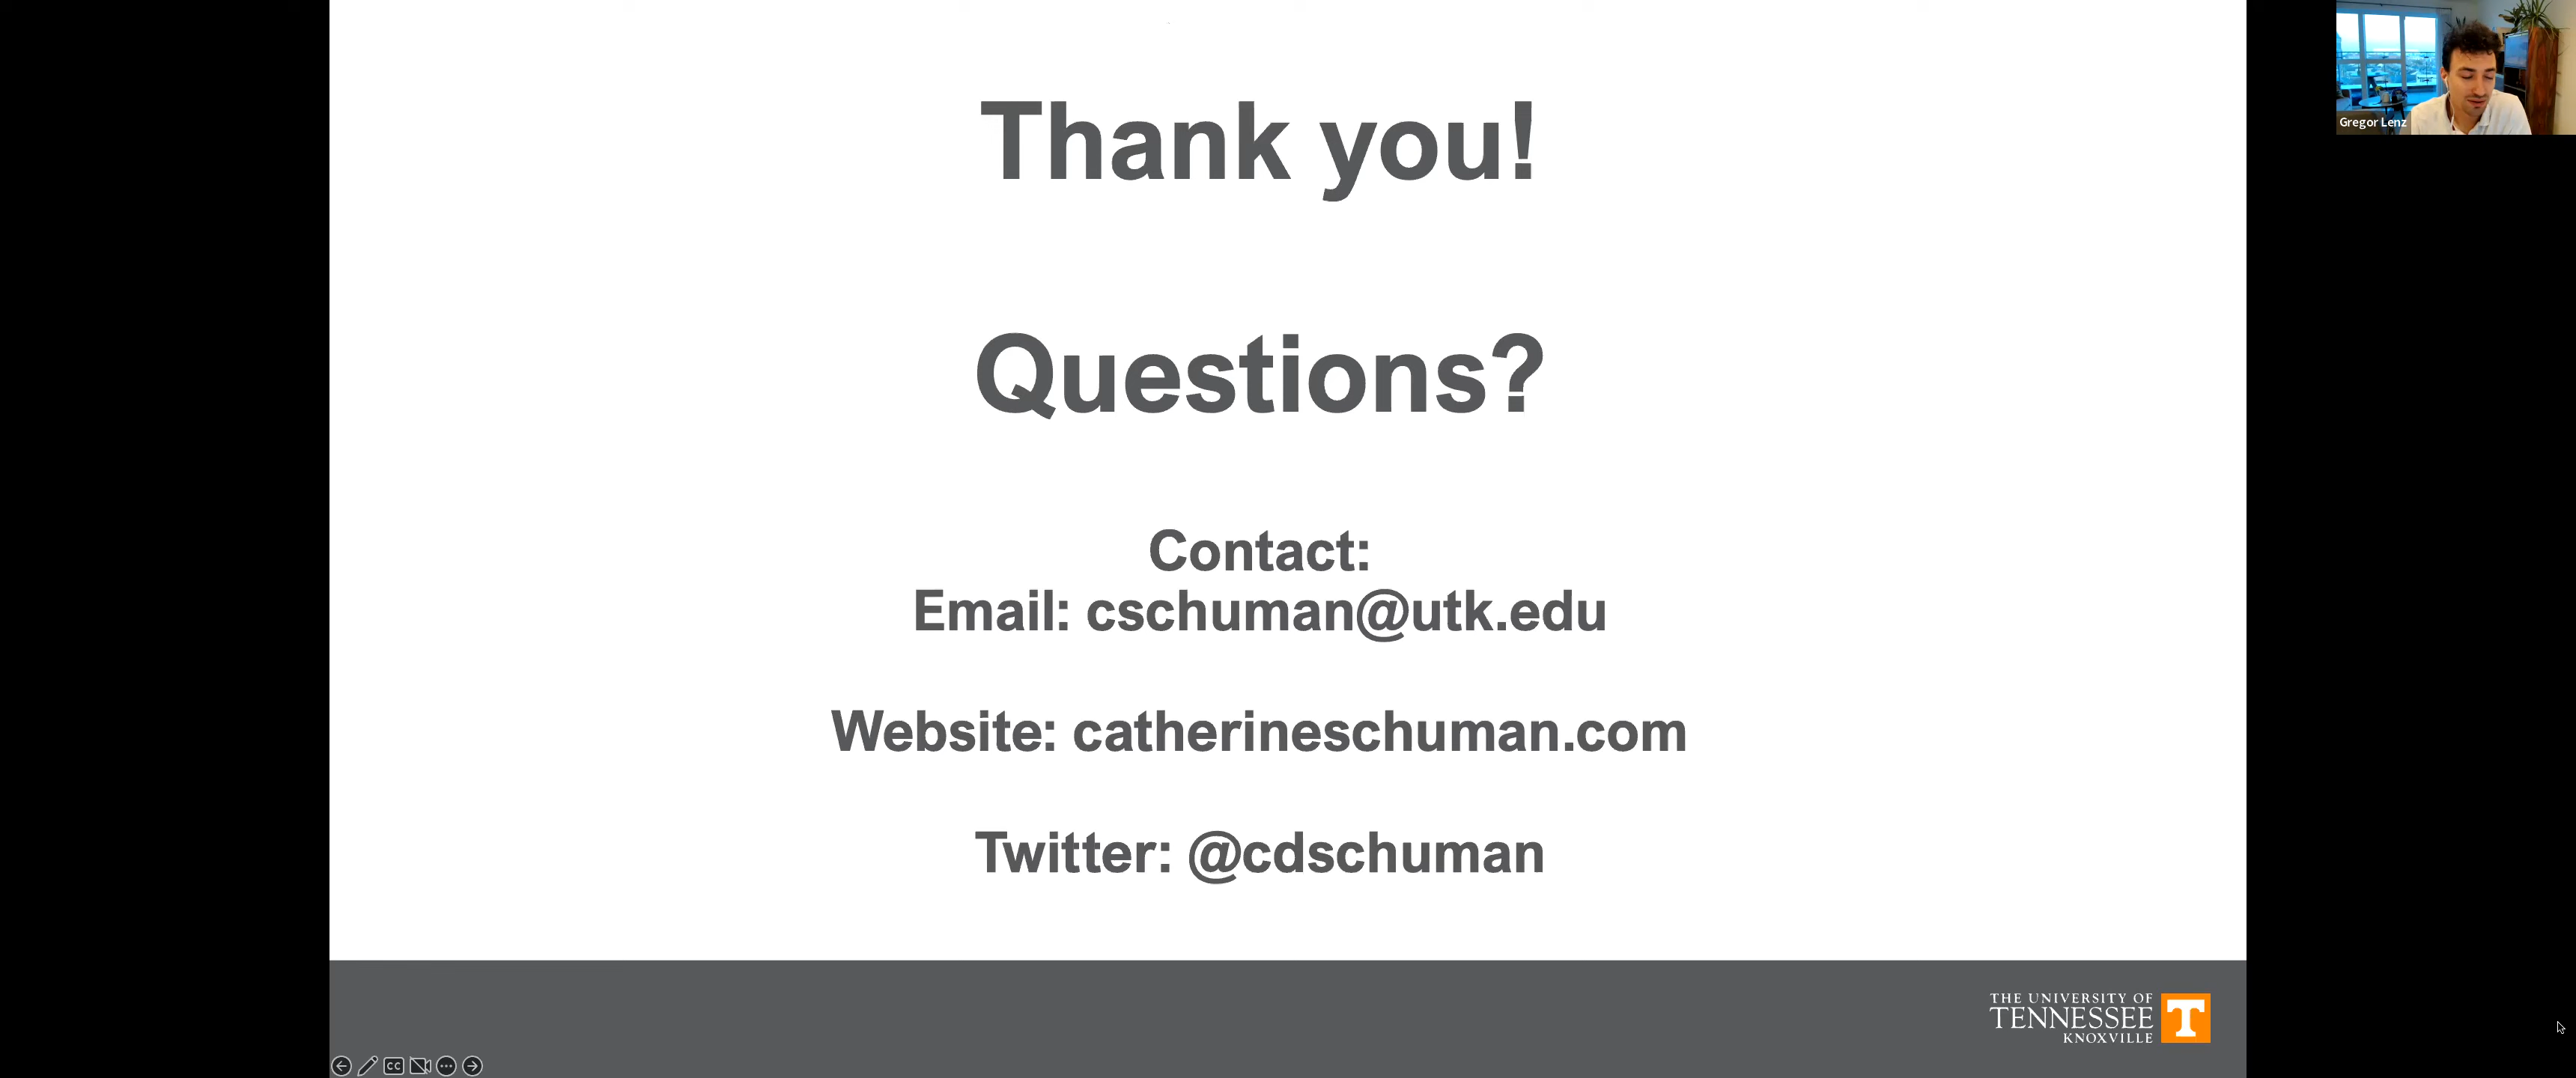 Thank you!
Questions?
Contact:
Email: cschuman@utk.edu
Website: catherineschuman.com
Twitter: @cdschuman
Gregor Lenz
THE UNIVERSITY OF
TENNESSEE
KNOXVILLE
T
CC